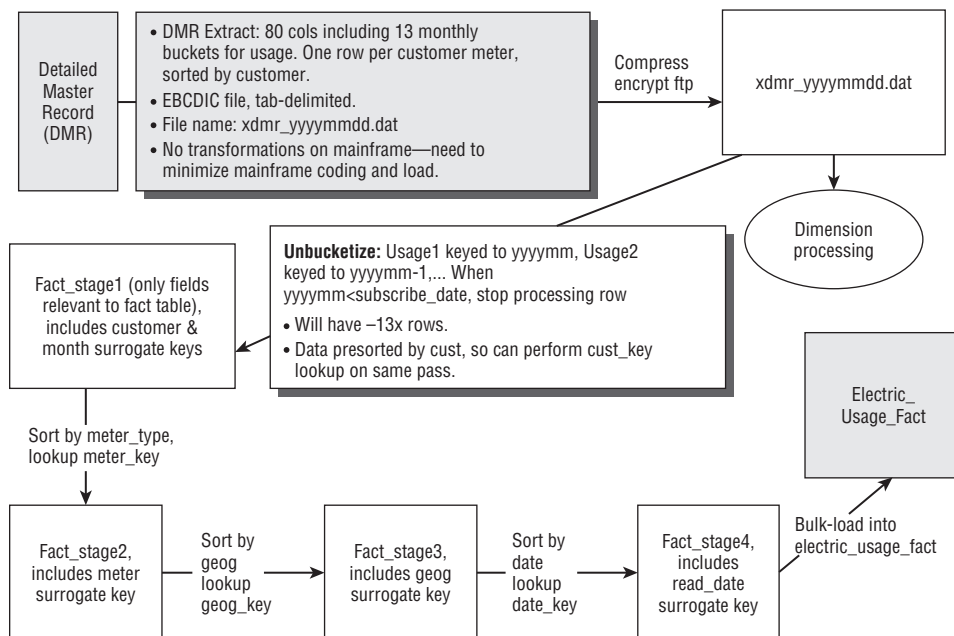 Detailed
Master
Record
(DMR)
• DMR Extract: 80 cols including 13 monthly
buckets for usage. One row per customer meter,
sorted by customer.
• EBCDIC file, tab-delimited.
• File name: xdmr_yyyymmdd.dat
• No transformations on mainframe—need to
minimize mainframe coding and load.
Compress
encrypt ftp
xdmr_yyyymmdd.dat
Dimension
processing
Unbucketize: Usage1 keyed to yyyymm, Usage2
keyed to yyyymm-1,... When
yyyymm<subscribe_date, stop processing row
• Will have –13x rows.
• Data presorted by cust, so can perform cust_key
lookup on same pass.
Fact_stage1 (only fields
relevant to fact table),
includes customer &
month surrogate keys
Sort by meter_type,
lookup meter_key
Fact_stage2,
includes meter
surrogate key
Sort by
geog
lookup
geog_key
Fact_stage3,
includes geog
surrogate key
Sort by
date
lookup
date_key
Fact_stage4,
includes
read_date
surrogate key
Bulk-load into
electric_usage_fact
Electric_
Usage_Fact